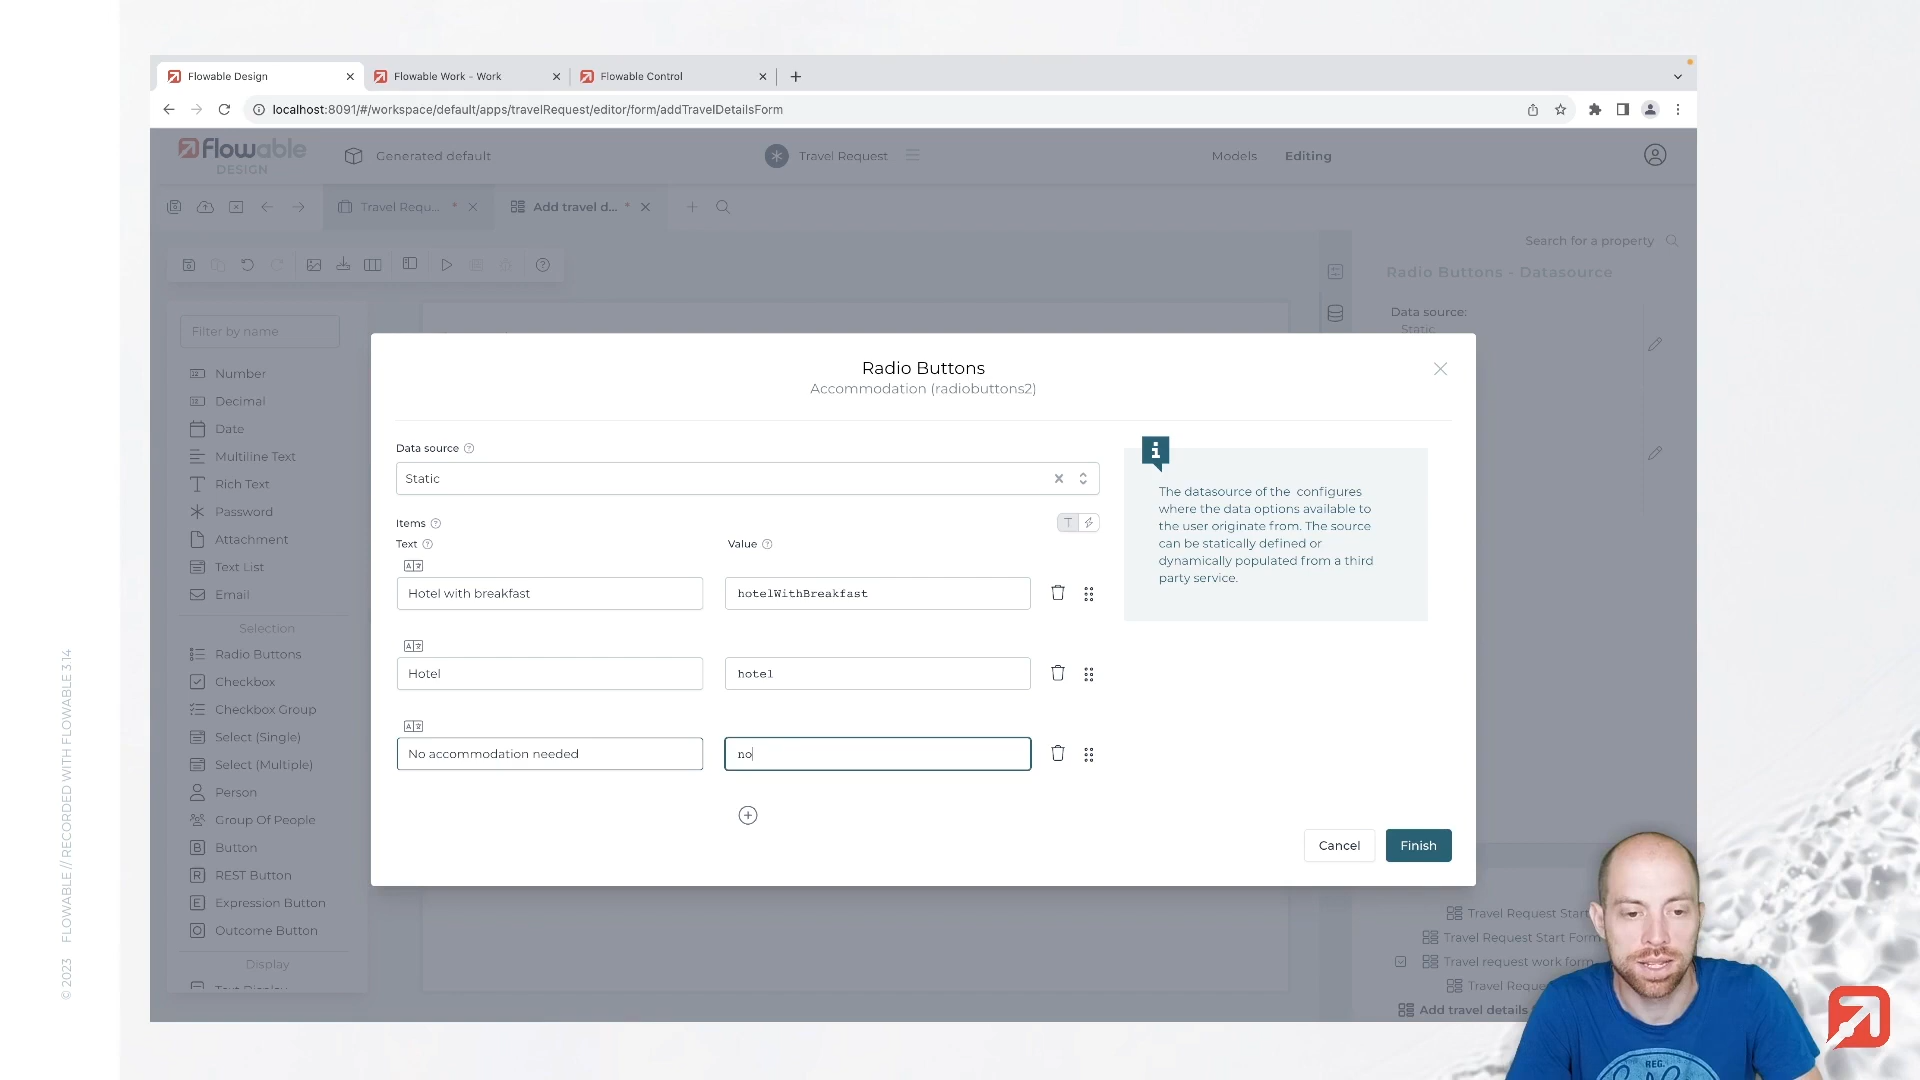 Flowable Design
Flowable Work - Work
Flowable Control
localhost:8091/#/workspace/default/apps/travelRequest/editor/form/addTravelDetailsForm
Flowable
DESIGN
Generated default
Travel Request
Models
Editing
Travel Requ... *
Add travel d... *
Search for a property
Radio Buttons - Datasource
Data source:
Static
Filter by name
Number
Decimal
Date
Multiline Text
Rich Text
Password
Attachment
Text List
Email
Selection
Radio Buttons
Checkbox
Checkbox Group
Select (Single)
Select (Multiple)
Person
Group Of People
Button
REST Button
Expression Button
Outcome Button
Display
Text Display
Radio Buttons
Accommodation (radiobuttons2)
Data source
Static
Items
Text
Value
Hotel with breakfast
hotelWithBreakfast
Hotel
hotel
No accommodation needed
no
The datasource of the configures
where the data options available to
the user originate from. The source
can be statically defined or
dynamically populated from a third
party service.
Cancel
Finish
Travel Request Start
Travel Request Start Form
Travel request work form
Travel Reque
Add travel details
REG.
© 2023 FLOWABLE // RECORDED WITH FLOWABLE 3.14